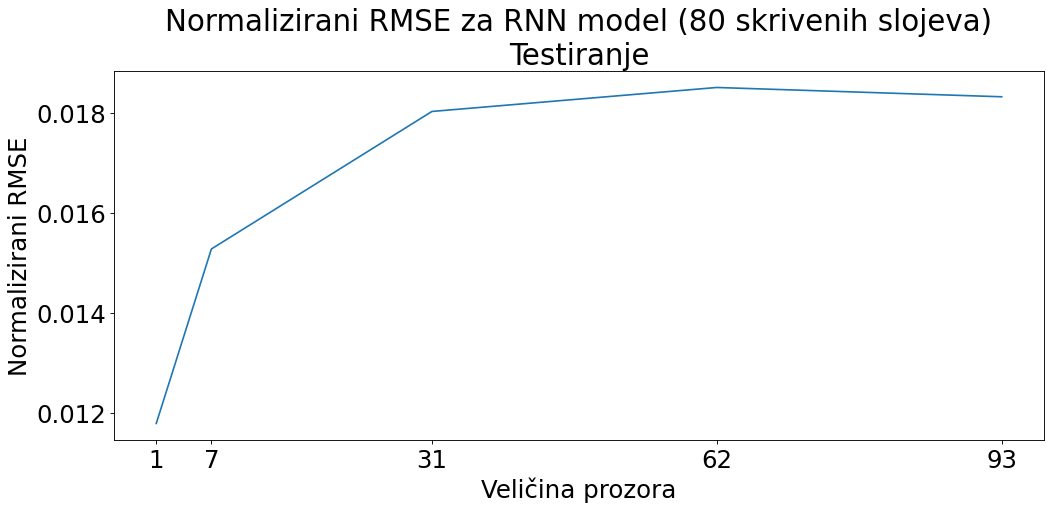 Normalizirani RMSE za RNN model (80 skrivenih slojeva)
Testiranje
Normalizirani RMSE
0.018
0.016
0.014
0.012
1 7 31 62 93
Veličina prozora